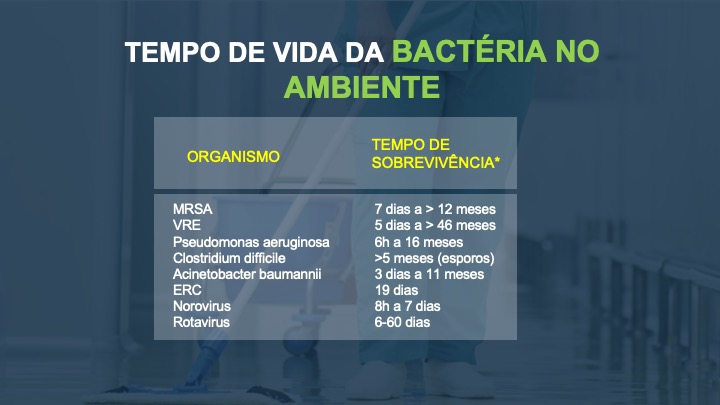 TEMPO DE VIDA DA BACTÉRIA NO
AMBIENTE
ORGANISMO
TEMPO DE
SOBREVIVÊNCIA*
MRSA 7 dias a > 12 meses
VRE 5 dias a > 46 meses
Pseudomonas aeruginosa 6h a 16 meses
Clostridium difficile >5 meses (esporos)
Acinetobacter baumannii 3 dias a 11 meses
ERC 19 dias
Norovirus 8h a 7 dias
Rotavirus 6-60 dias